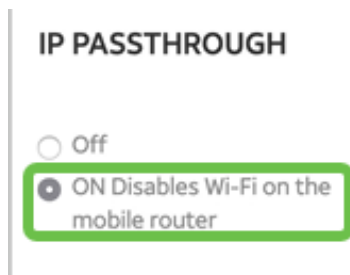 IP PASSTHROUGH
Off
ON Disables Wi-Fi on the
mobile router